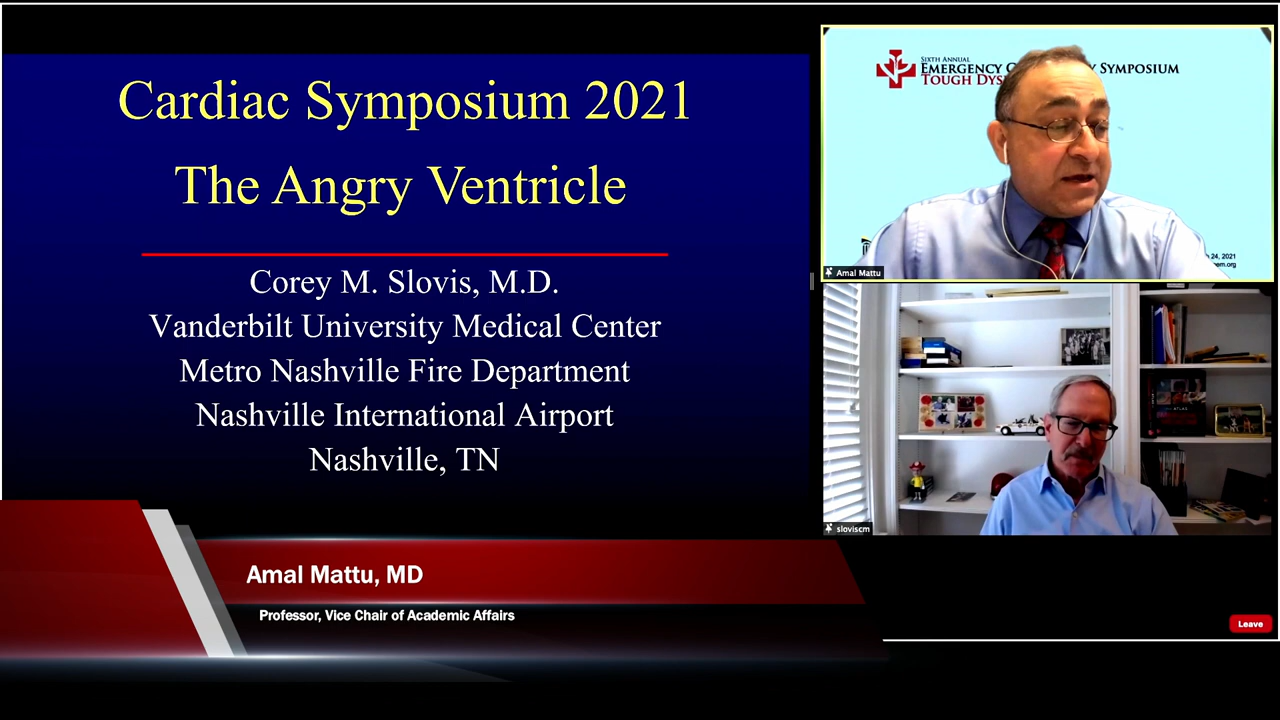 Cardiac Symposium 2021
The Angry Ventricle
Corey M. Slovis, M.D.
Vanderbilt University Medical Center
Metro Nashville Fire Department
Nashville International Airport
Nashville, TN
Amal Mattu, MD
Professor, Vice Chair of Academic Affairs
SIXTH ANNUAL
EMERGENCY SYMPOSIUM
TOUGH
24, 2021
Amal Mattu
sloviscm
Leave